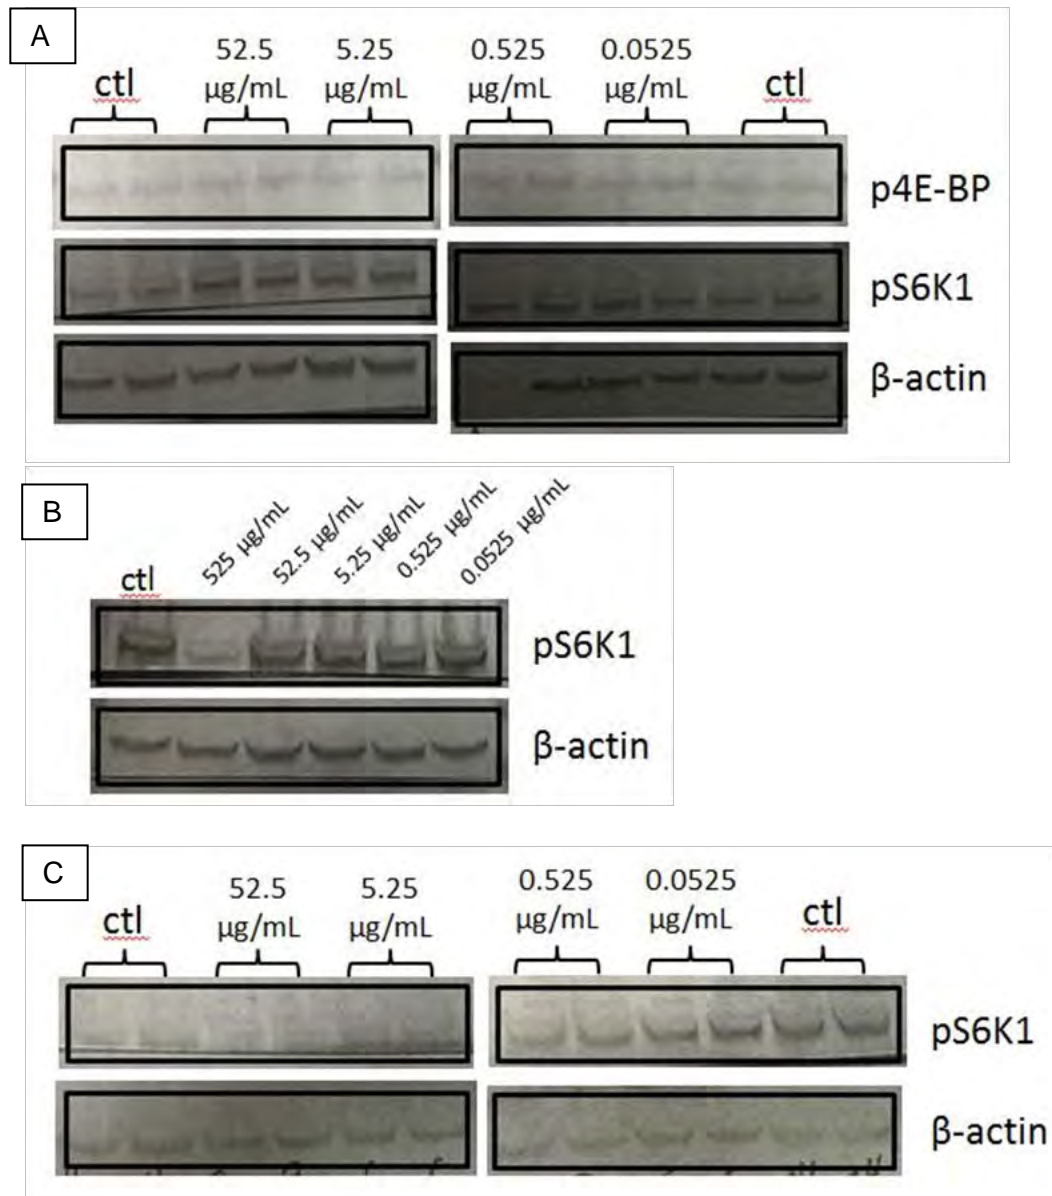 A
ctl
52.5
µg/mL
5.25
µg/mL
0.525
µg/mL
0.0525
µg/mL
ctl
p4E-BP
pS6K1
β-actin
B
ctl
525 µg/mL
52.5 µg/mL
5.25 µg/mL
0.525 µg/mL
0.0525 µg/mL
pS6K1
β-actin
C
ctl
52.5
µg/mL
5.25
µg/mL
0.525
µg/mL
0.0525
µg/mL
ctl
pS6K1
β-actin